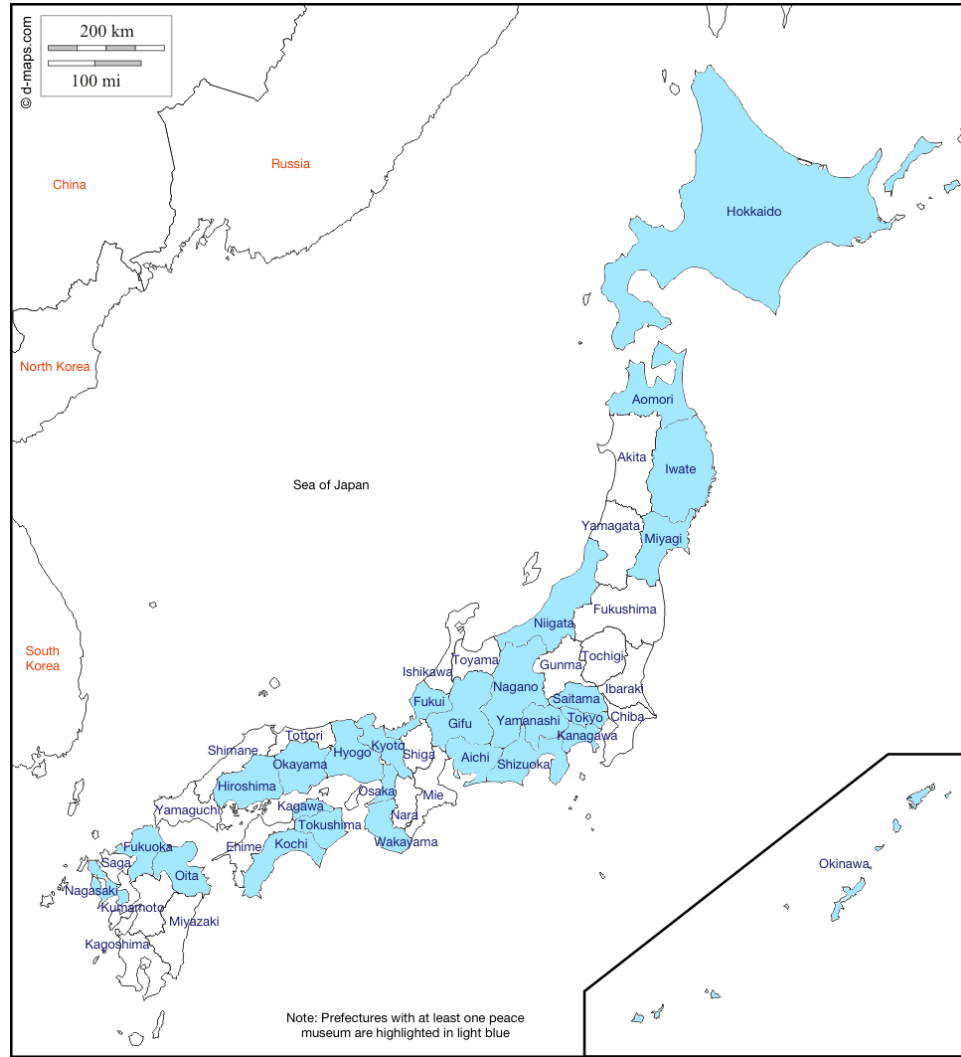 © d-maps.com
200 km
100 mi
China
Russia
Hokkaido
North Korea
Aomori
Akita
Iwate
Sea of Japan
Yamagata
Miyagi
Fukushima
Niigata
South
Korea
Toyama
Gunma
Tochigi
Ishikawa
Nagano
Ibaraki
Fukui
Saitama
Gifu
Yamanashi
Tokyo
Chiba
Kanagawa
Tottori
Shimane
Hyogo
Kyoto
Shiga
Aichi
Shizuoka
Okayama
Hiroshima
Osaka
Mie
Yamaguchi
Kagawa
Nara
Tokushima
Wakayama
Fukuoka
Ehime
Kochi
Saga
Oita
Okinawa
Nagasaki
Kumamoto
Miyazaki
Kagoshima
Note: Prefectures with at least one peace
museum are highlighted in light blue